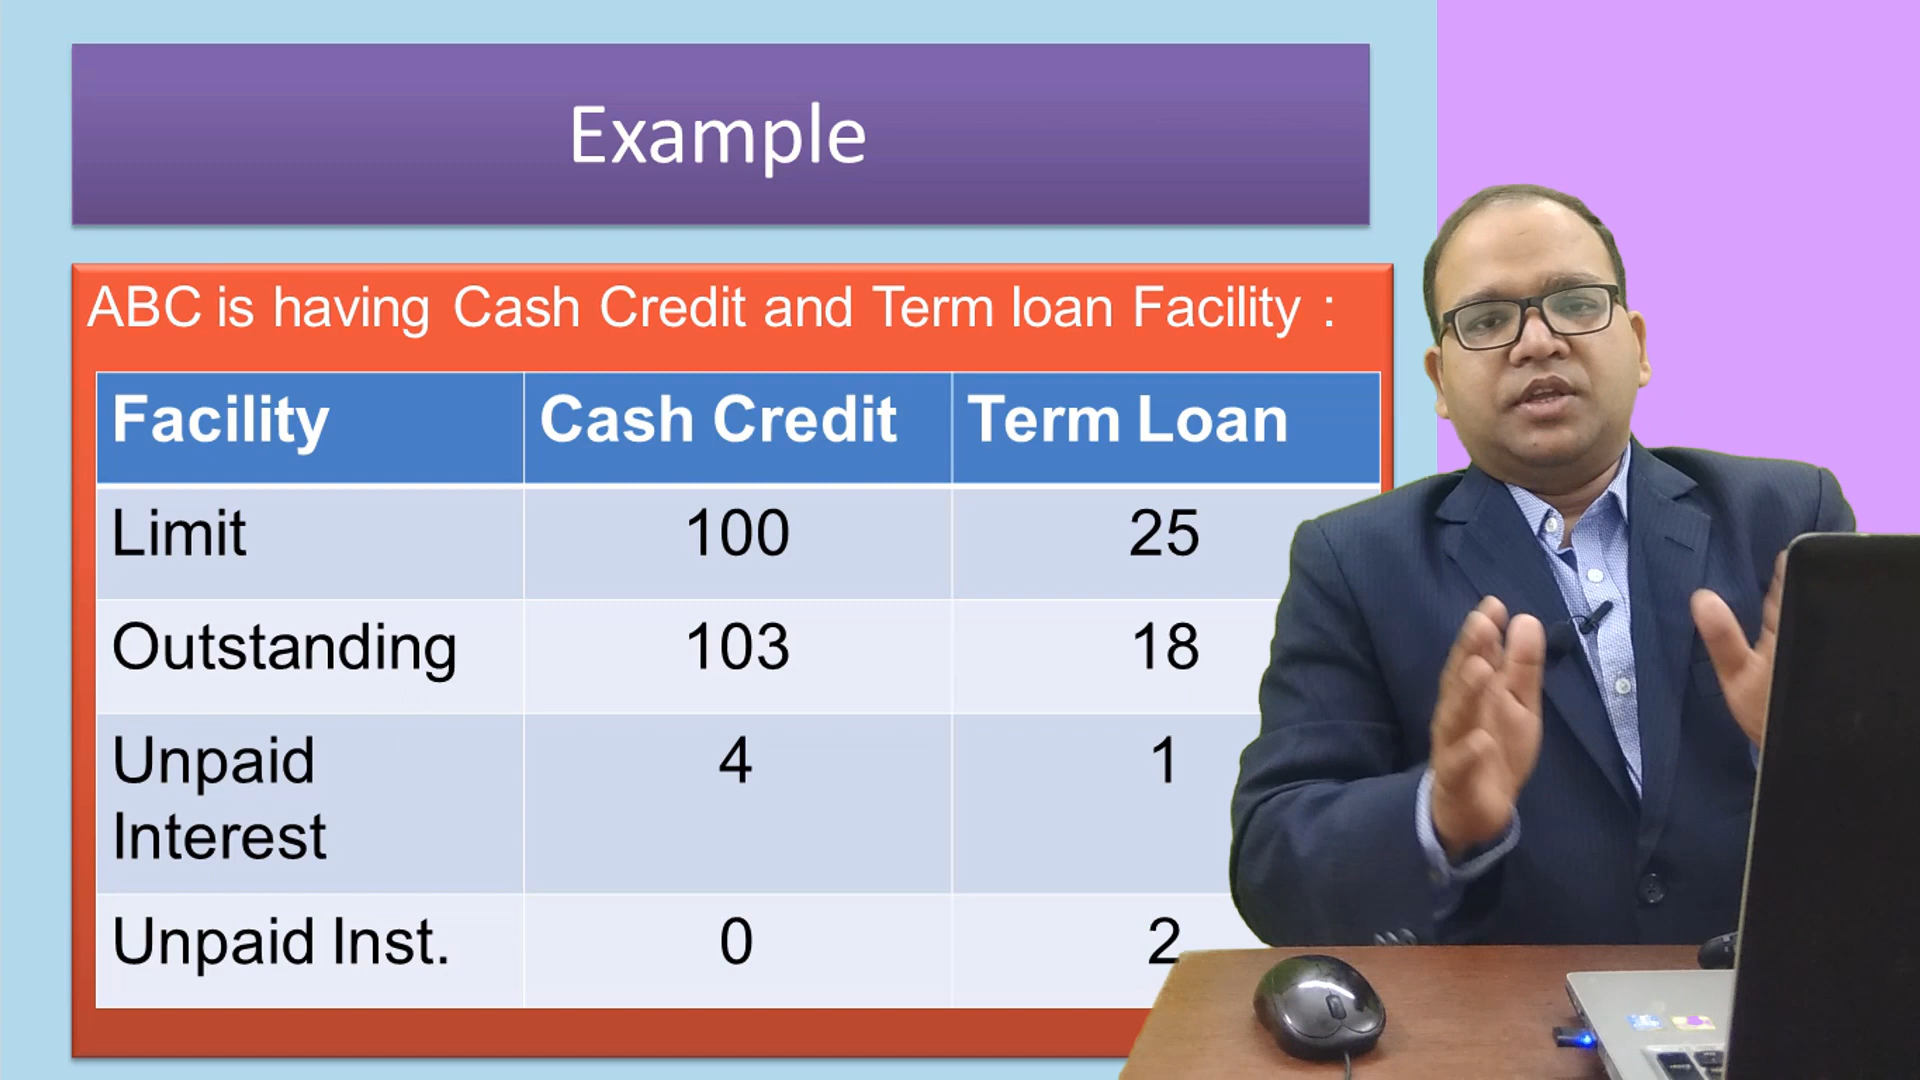 Example
ABC is having Cash Credit and Term loan Facility :
Facility Cash Credit Term Loan
Limit 100 25
Outstanding 103 18
Unpaid 4 1
Interest
Unpaid Inst. 0 2